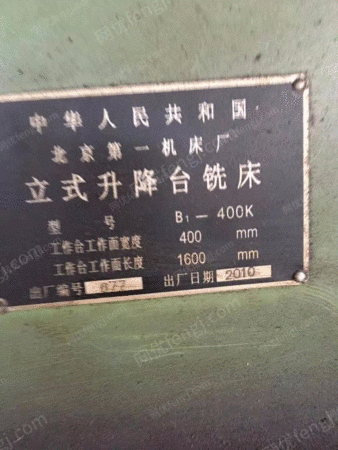 中华人民共和国
北京第一机床厂
立式升降台铣床
型号 B₁-400K
工作台工作面宽度 400 mm
工作台工作面长度 1600 mm
出厂编号 677 出厂日期 2010